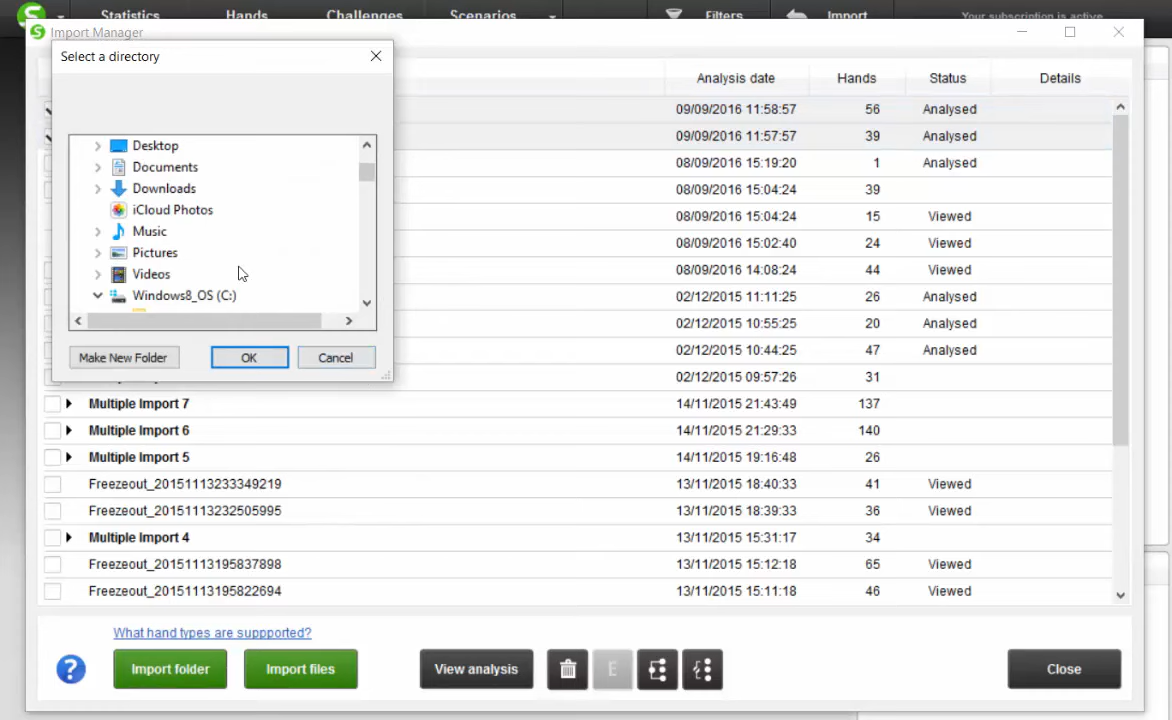 Statistics Hands Challenges Scenarios Filters Import Your subscription is active
Import Manager
Select a directory
Analysis date Hands Status Details
09/09/2016 11:58:57 56 Analysed
09/09/2016 11:57:57 39 Analysed
08/09/2016 15:19:20 1 Analysed
08/09/2016 15:04:24 39
08/09/2016 15:04:24 15 Viewed
08/09/2016 15:02:40 24 Viewed
08/09/2016 14:08:24 44 Viewed
02/12/2016 11:11:25 26 Analysed
02/12/2016 10:55:25 20 Analysed
02/12/2016 10:44:25 47 Analysed
02/12/2016 09:57:26 31
Desktop
Documents
Downloads
iCloud Photos
Music
Pictures
Videos
Windows8_OS (C:)
Make New Folder OK Cancel
Multiple Import 7 14/11/2015 21:43:49 137
Multiple Import 6 14/11/2015 21:29:33 140
Multiple Import 5 14/11/2015 19:16:48 26
Freezeout_20151113233349219 13/11/2015 18:40:33 41 Viewed
Freezeout_20151113232505995 13/11/2015 18:39:33 36 Viewed
Multiple Import 4 13/11/2015 15:31:17 34
Freezeout_20151113195837898 13/11/2015 15:12:18 65 Viewed
Freezeout_20151113195822694 13/11/2015 15:11:18 46 Viewed
What hand types are suppported?
? Import folder Import files View analysis E Close